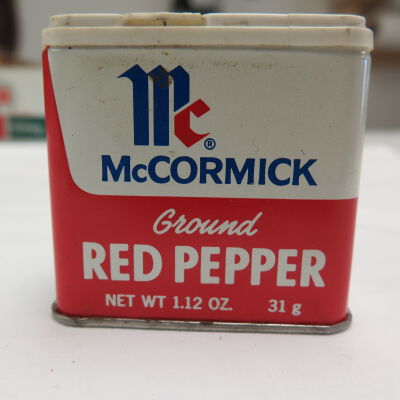 Mc®
McCORMICK
Ground
RED PEPPER
NET WT 1.12 OZ. 31 g